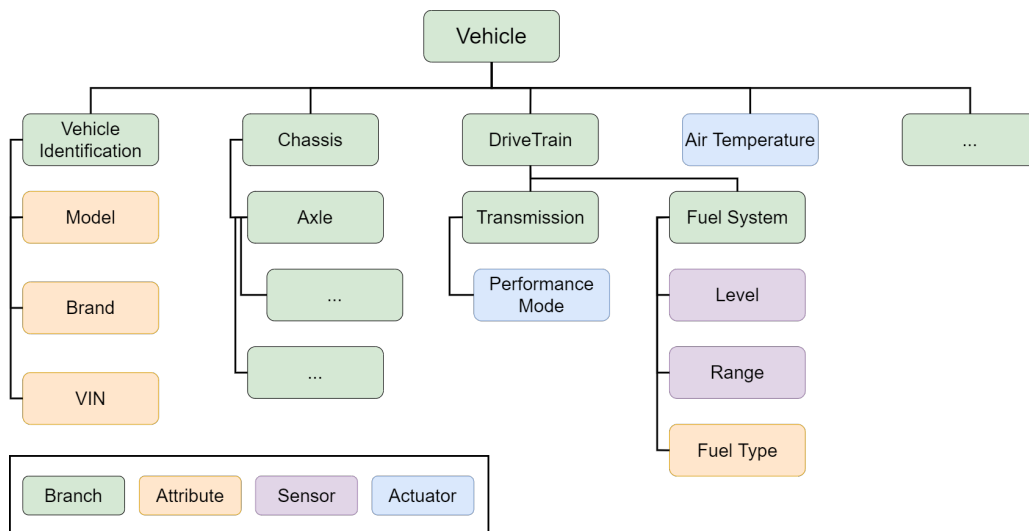 Vehicle
Vehicle
Identification
Chassis
DriveTrain
Air Temperature
...
Model
Axle
Transmission
Fuel System
Brand
...
Performance
Mode
Level
VIN
...
Range
Fuel Type
Branch
Attribute
Sensor
Actuator